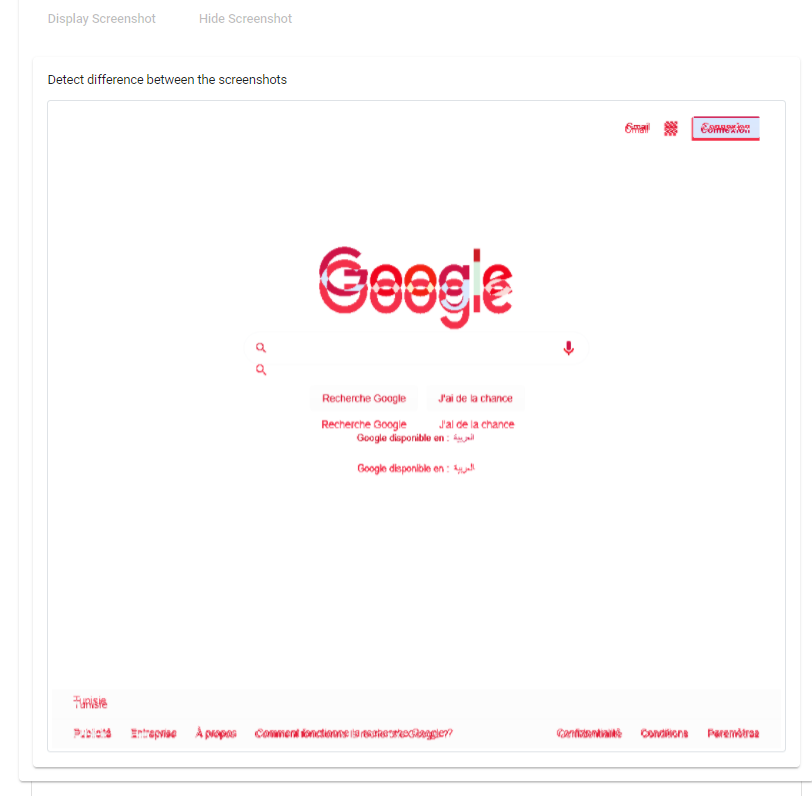 Display Screenshot Hide Screenshot
Detect difference between the screenshots
Gmail Connexion
Google
Recherche Google J'ai de la chance
Recherche Google J'ai de la chance
Google disponible en : العربية
Google disponible en : العربية
Tunisie
Publicité Entreprise À propos Comment fonctionne la recherche Google ? Confidentialité Conditions Paramètres